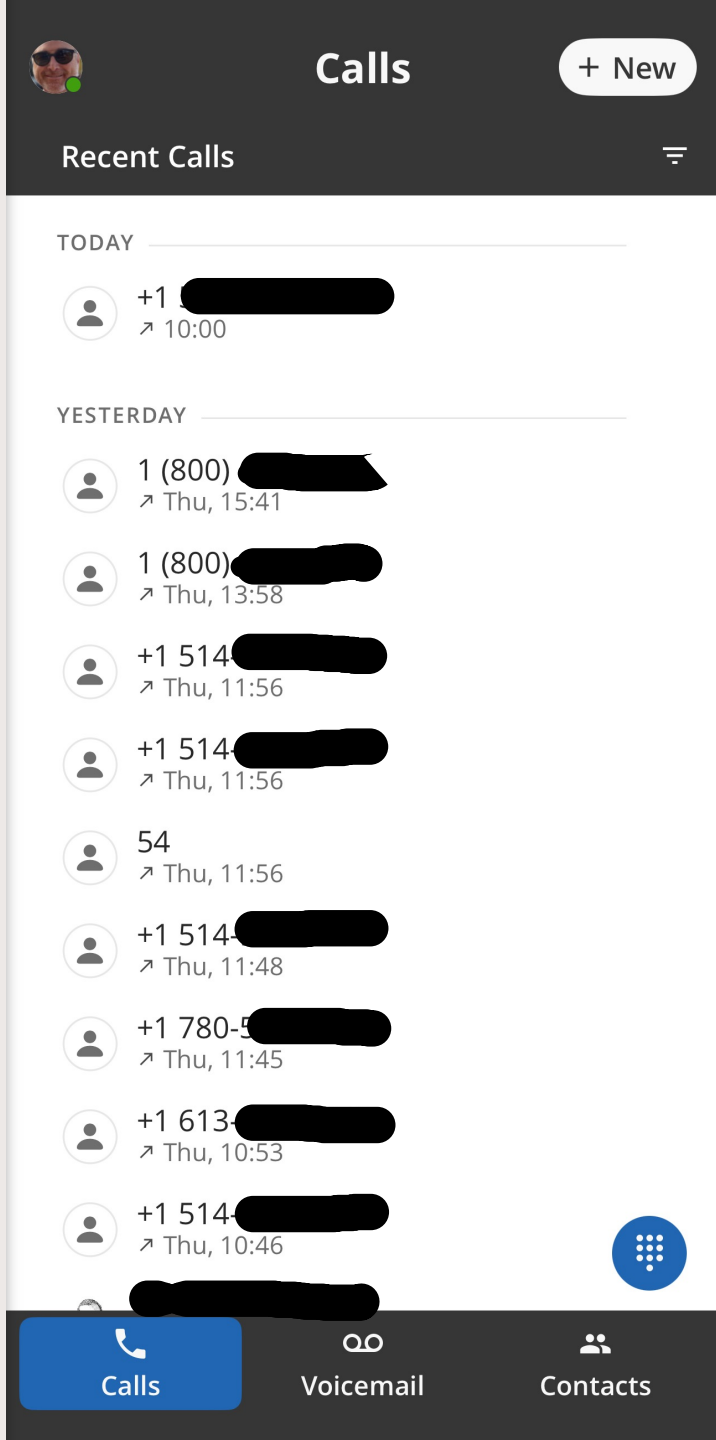 Calls
+ New
Recent Calls
TODAY
+1
10:00
YESTERDAY
1 (800)
Thu, 15:41
1 (800)
Thu, 13:58
+1 514-
Thu, 11:56
+1 514-
Thu, 11:56
54
Thu, 11:56
+1 514-
Thu, 11:48
+1 780-5
Thu, 11:45
+1 613-
Thu, 10:53
+1 514-
Thu, 10:46
Calls
Voicemail
Contacts